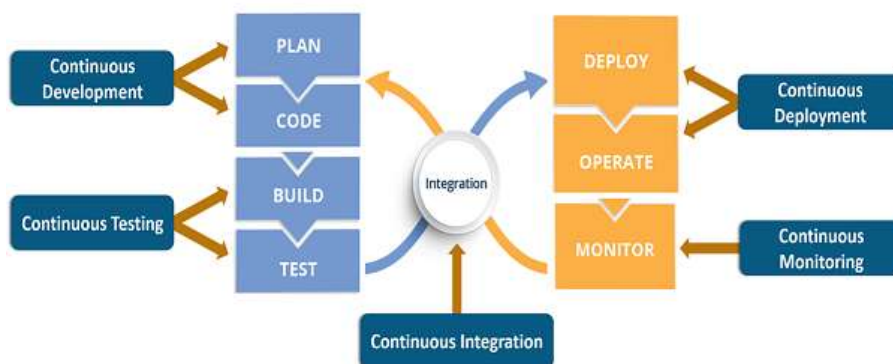 Continuous
Development
Continuous Testing
PLAN
CODE
BUILD
TEST
Integration
Continuous Integration
DEPLOY
OPERATE
MONITOR
Continuous
Deployment
Continuous
Monitoring